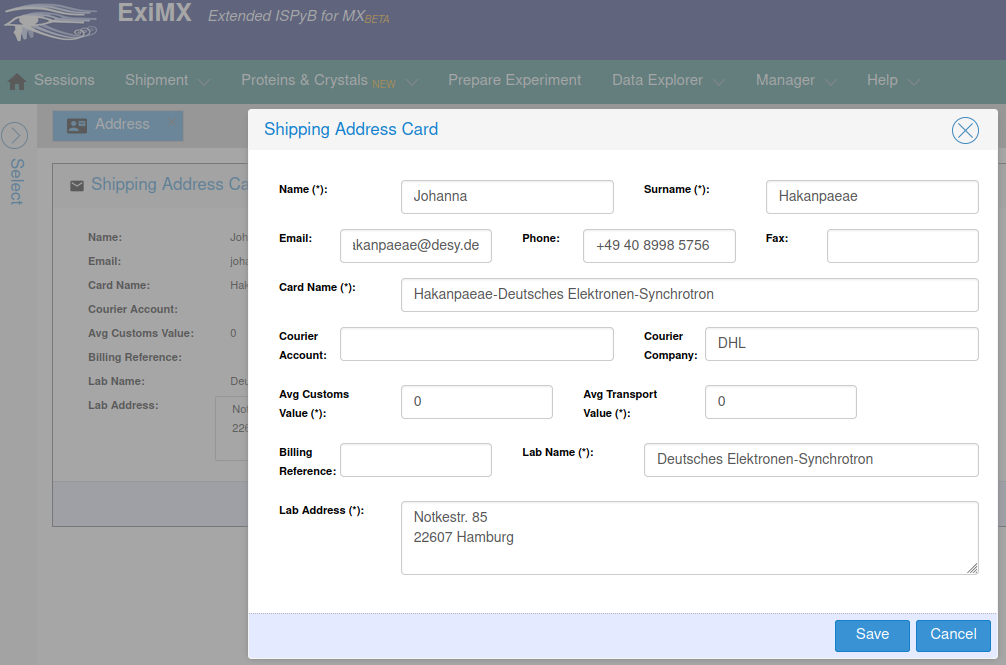 ExiMX Extended ISPyB for MX BETA
Sessions Shipment Proteins & Crystals NEW Prepare Experiment Data Explorer Manager Help
Address
Select
Shipping Address Card
Shipping Address Ca
Name: Joh
Email: joha
Card Name: Hak
Courier Account:
Avg Customs Value: 0
Billing Reference:
Lab Name: Deu
Lab Address: Not
226
Name (*): Johanna Surname (*): Hakanpaeae
Email: akanpaeae@desy.de Phone: +49 40 8998 5756 Fax:
Card Name (*): Hakanpaeae-Deutsches Elektronen-Synchrotron
Courier Account: Courier Company: DHL
Avg Customs Value (*): 0 Avg Transport Value (*): 0
Billing Reference: Lab Name (*): Deutsches Elektronen-Synchrotron
Lab Address (*): Notkestr. 85
22607 Hamburg
Save Cancel